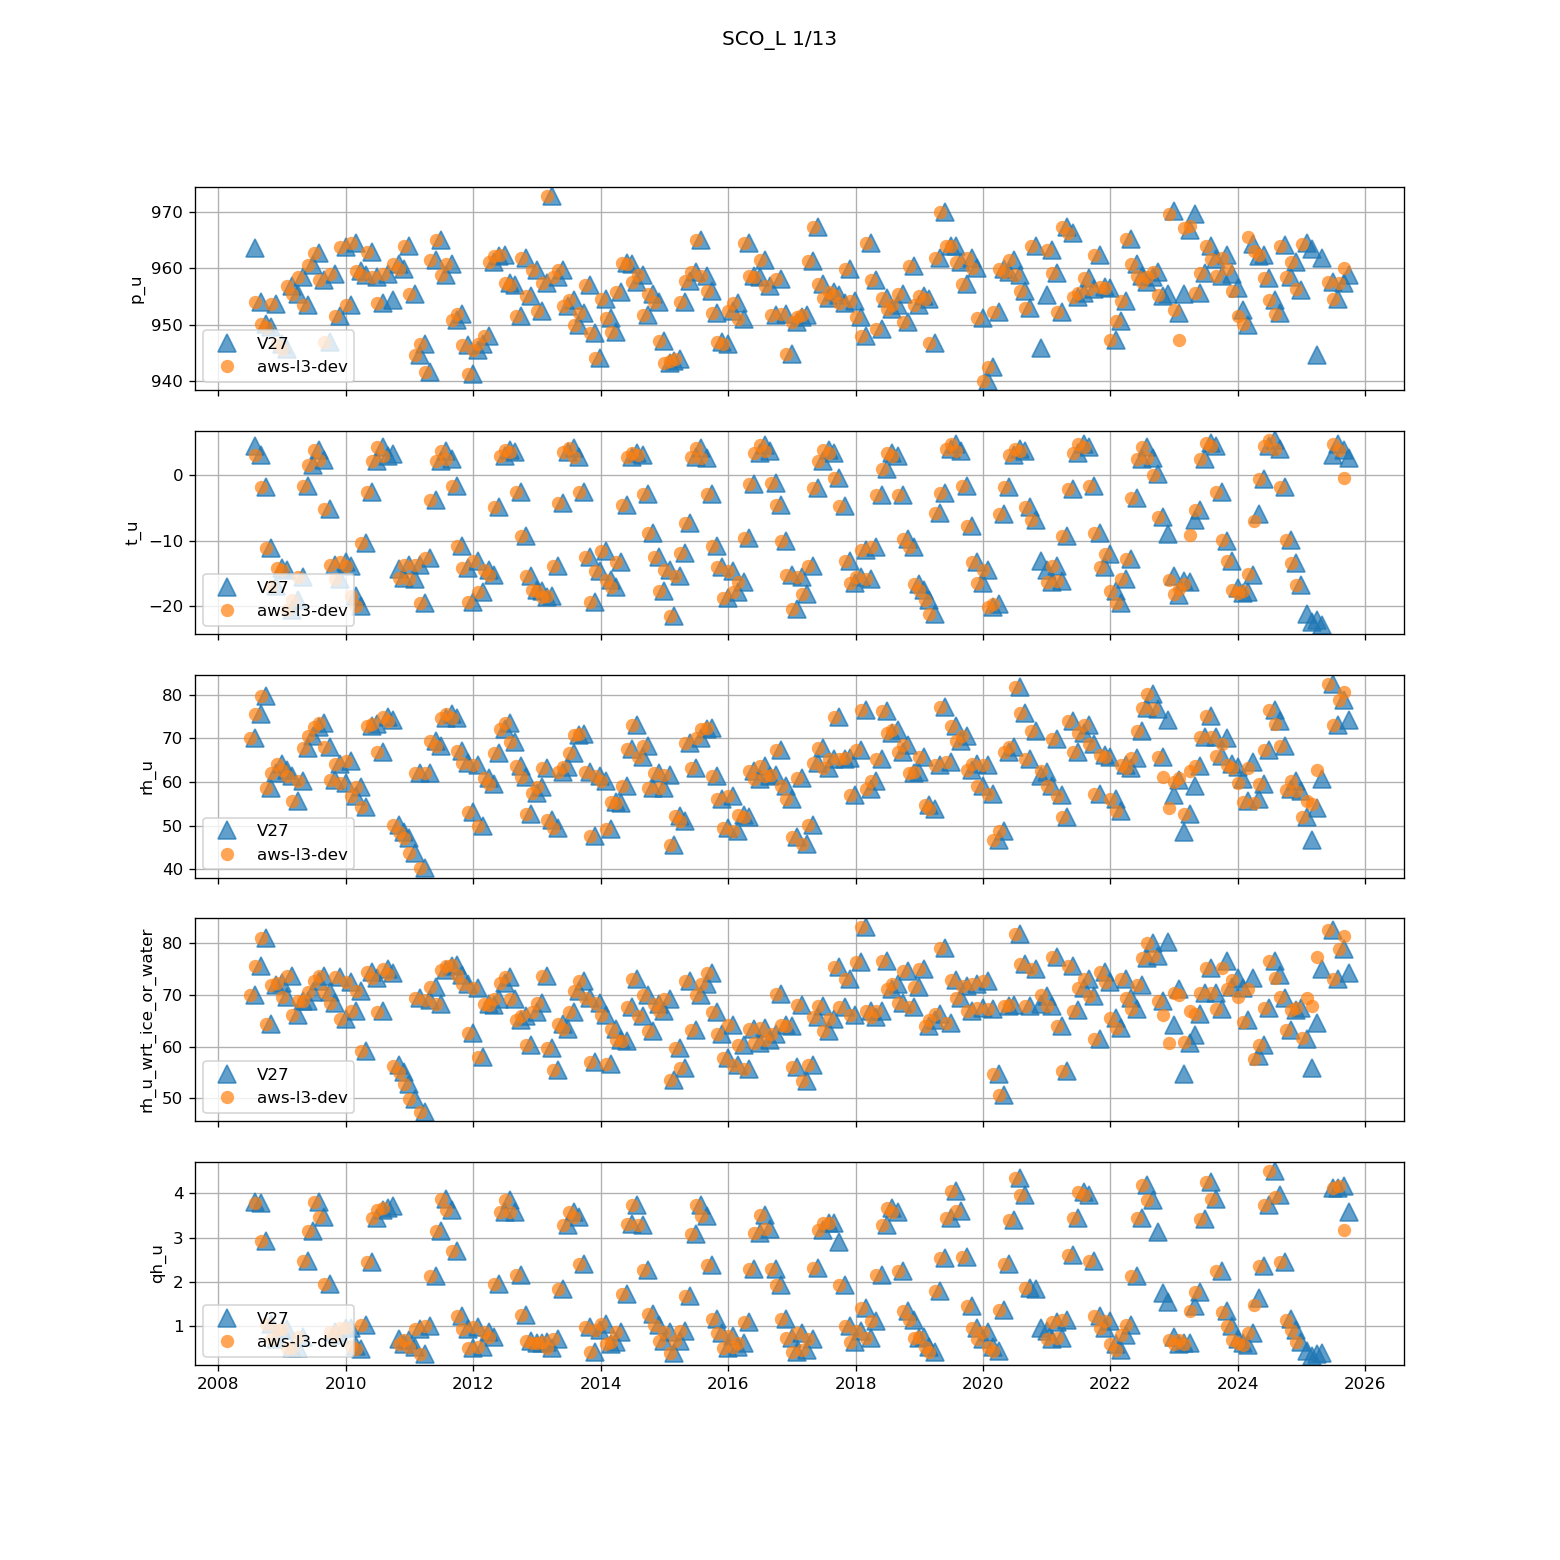 SCO_L 1/13
970
960
950
940
p_u
V27
aws-l3-dev
0
−10
−20
t_u
V27
aws-l3-dev
80
70
60
50
40
rh_u
V27
aws-l3-dev
80
70
60
50
rh_u_wrt_ice_or_water
V27
aws-l3-dev
4
3
2
1
qh_u
V27
aws-l3-dev
2008 2010 2012 2014 2016 2018 2020 2022 2024 2026